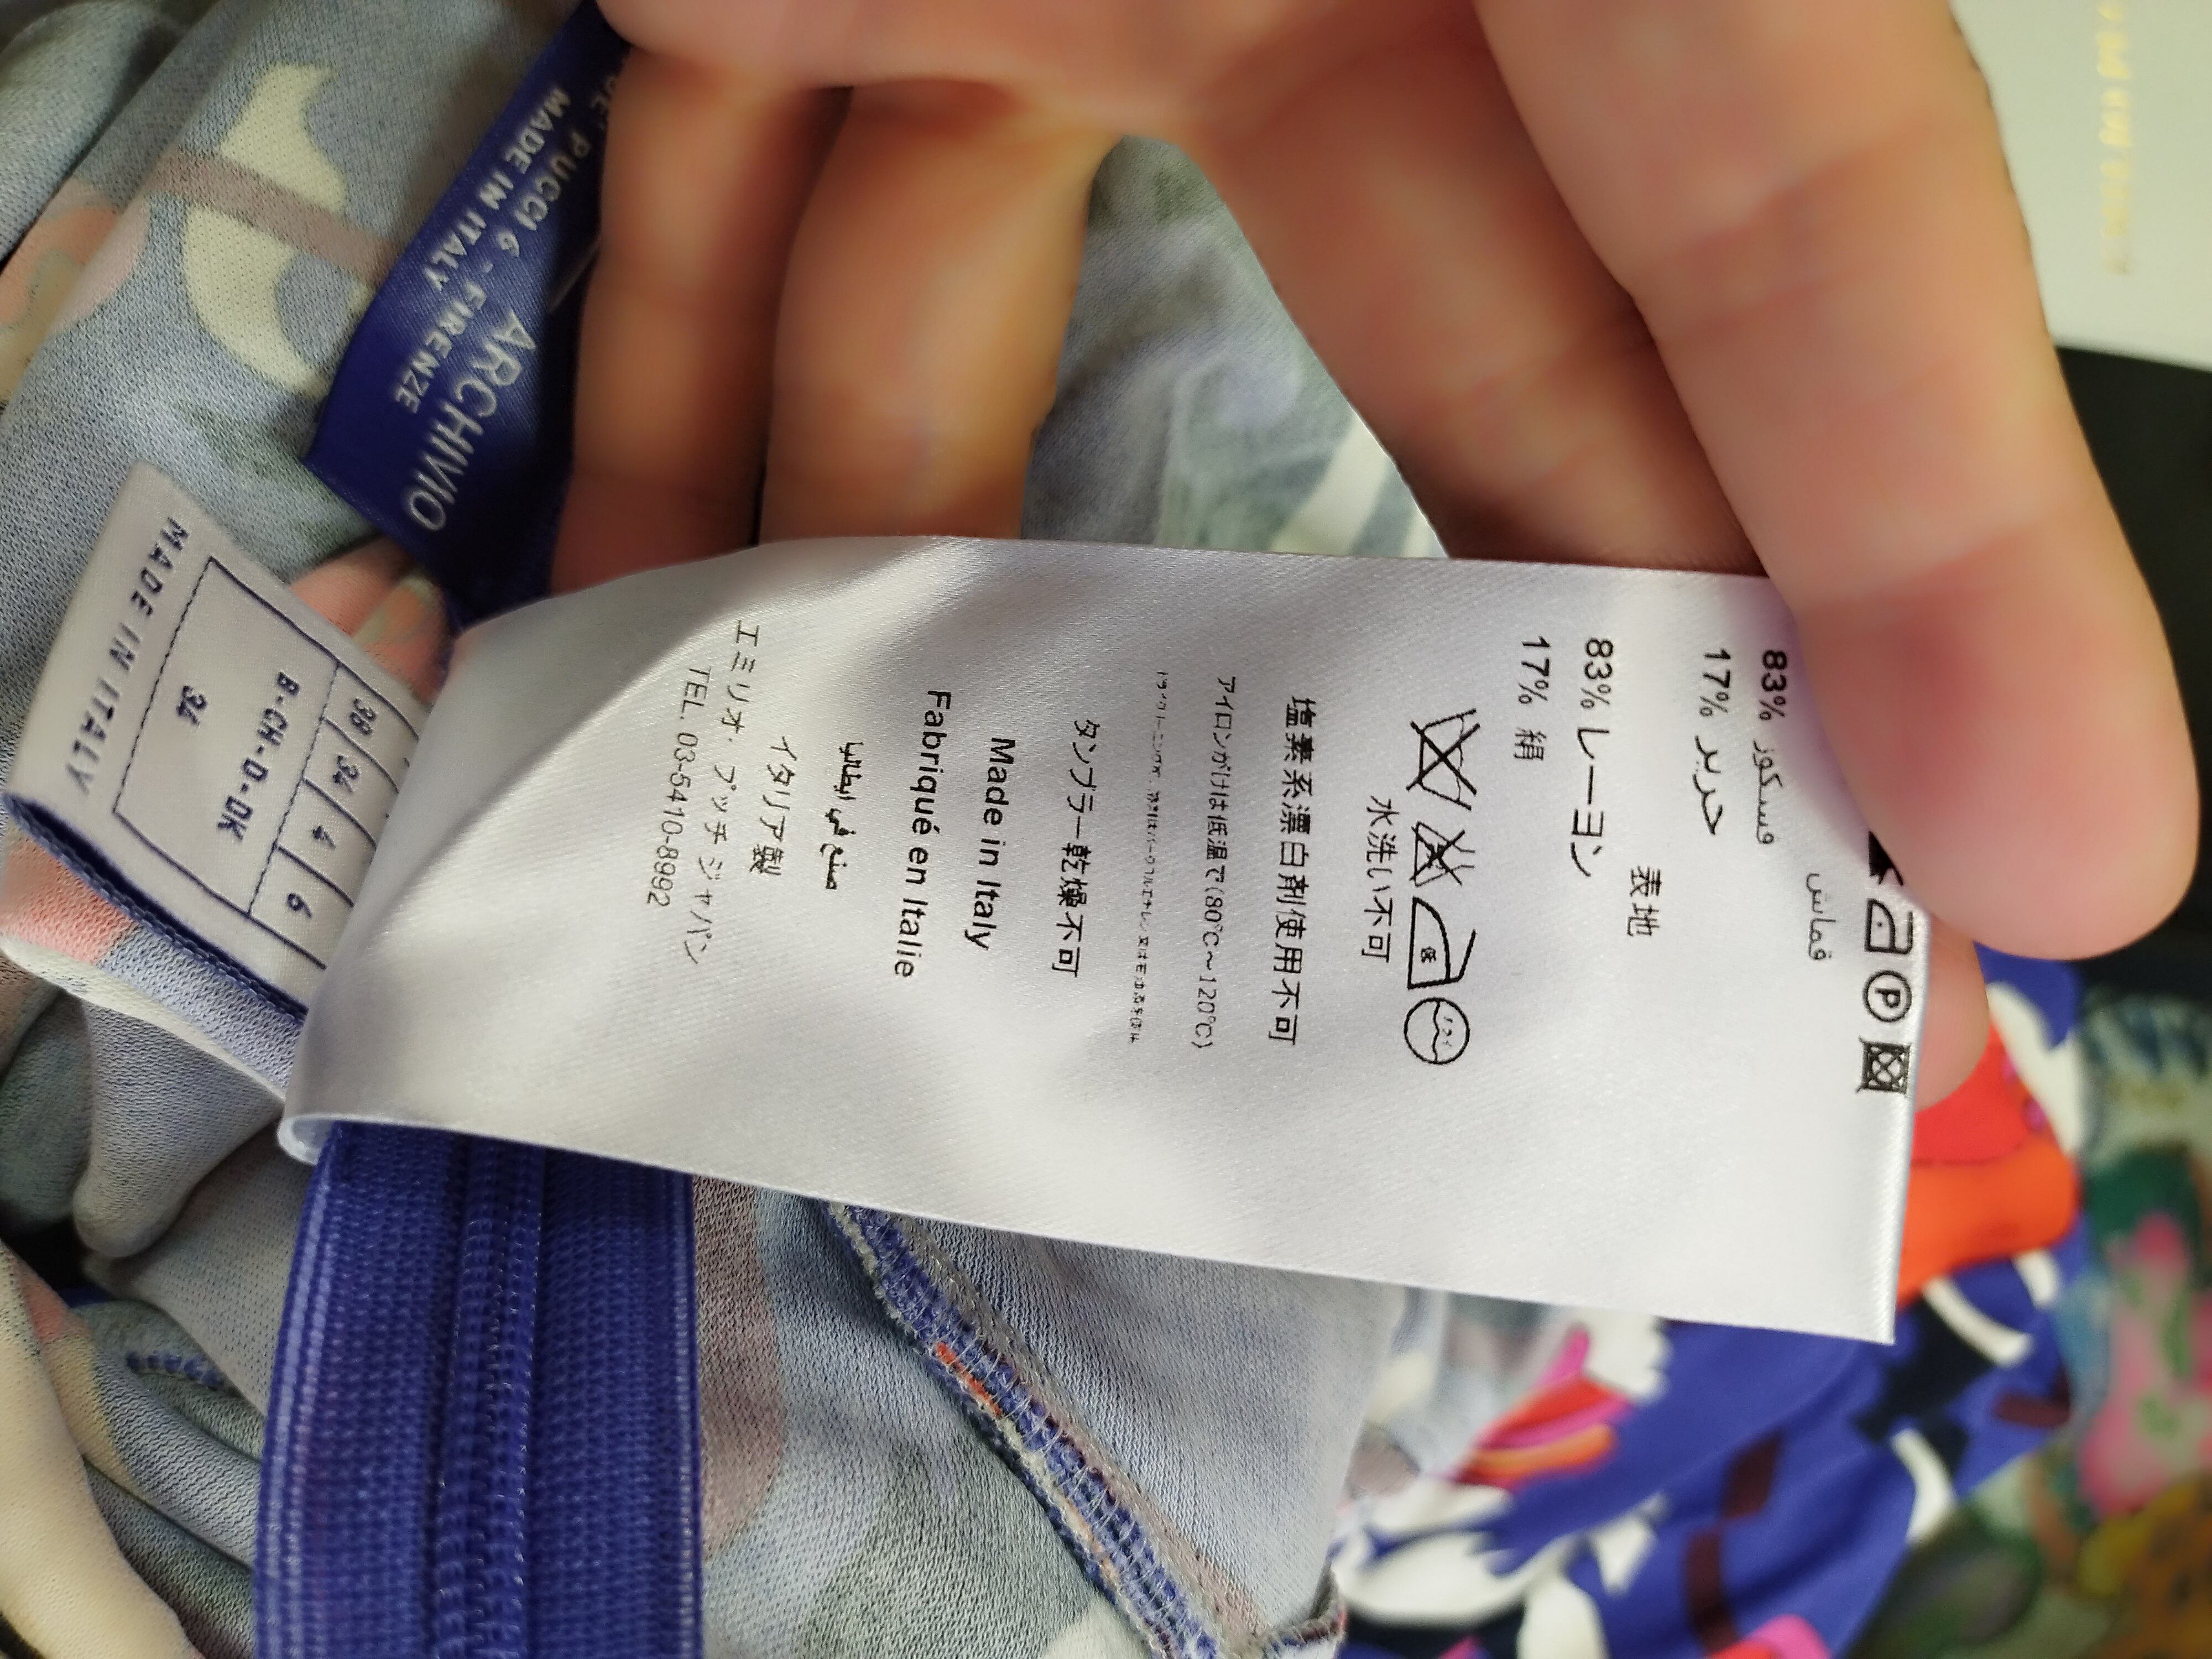 قماش
83% فسكوز
17% حرير
表地
83% レーヨン
17% 絹
水洗い不可
塩素系漂白剤使用不可
アイロンがけは低温で(80°C～120°C)
タンブラー乾燥不可
Made in Italy
Fabriqué en Italie
صنع في ايطاليا
イタリア製
エミリオ・プッチ ジャパン
TEL. 03-5410-8992
ARCHIVIO
PUCCI 6 - FIRENZE
MADE IN ITALY
38 34 4 6
B-CH-D-DK
34
MADE IN ITALY